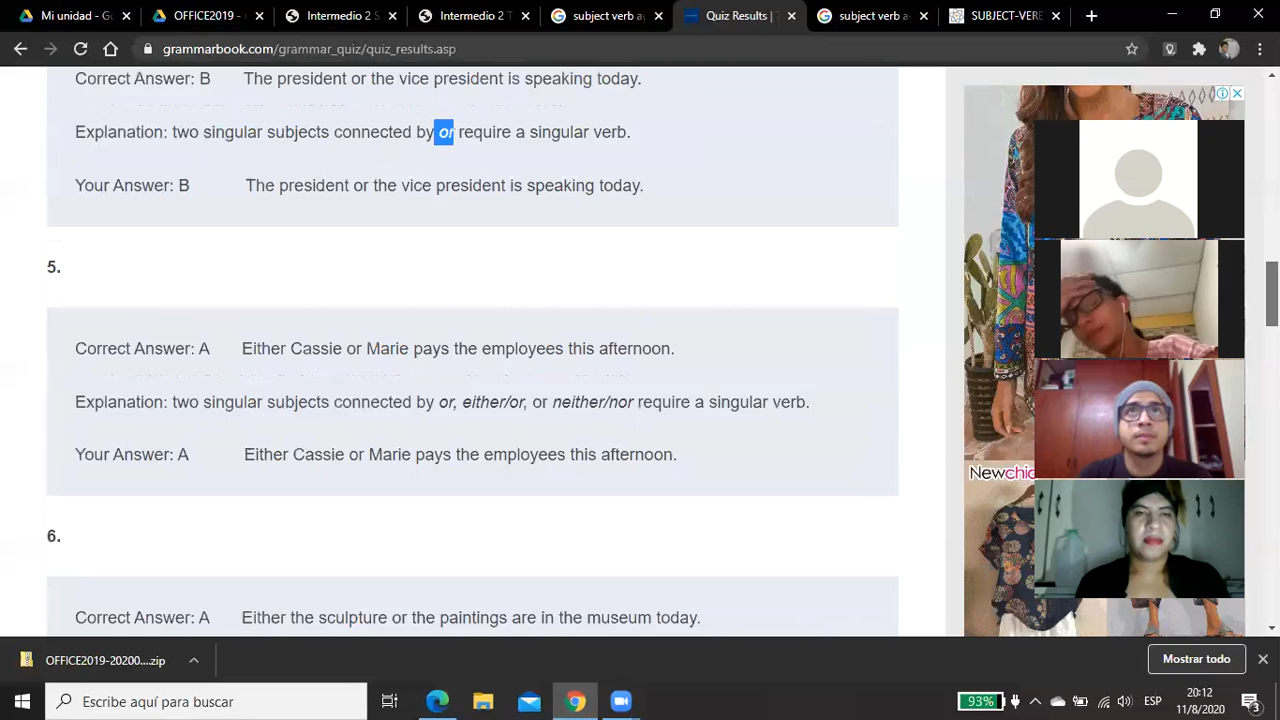 Mi unidad - Go
OFFICE2019 -
Intermedio 2 S
Intermedio 2 T
subject verb a
Quiz Results |
subject verb a
SUBJECT-VERB
grammarbook.com/grammar_quiz/quiz_results.asp
Correct Answer: B The president or the vice president is speaking today.
Explanation: two singular subjects connected by or require a singular verb.
Your Answer: B The president or the vice president is speaking today.
5.
Correct Answer: A Either Cassie or Marie pays the employees this afternoon.
Explanation: two singular subjects connected by or, either/or, or neither/nor require a singular verb.
Your Answer: A Either Cassie or Marie pays the employees this afternoon.
Newchic
6.
Correct Answer: A Either the sculpture or the paintings are in the museum today.
OFFICE2019-20200....zip
Mostrar todo
Escribe aquí para buscar
93%
ESP
20:12
11/8/2020
3